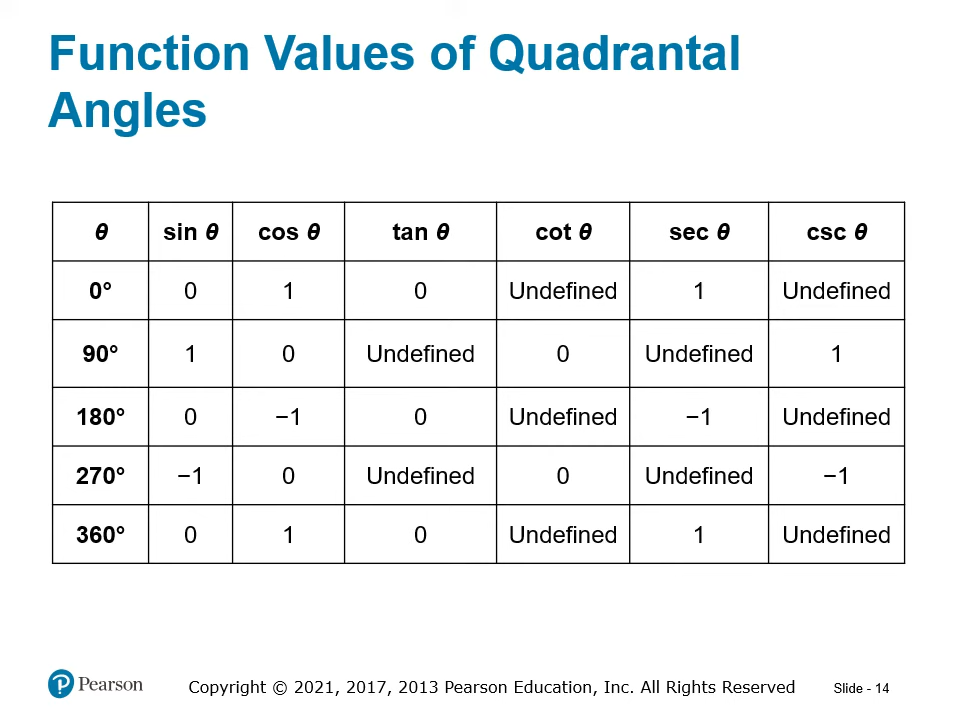 Function Values of Quadrantal
Angles
θ sin θ cos θ tan θ cot θ sec θ csc θ
0° 0 1 0 Undefined 1 Undefined
90° 1 0 Undefined 0 Undefined 1
180° 0 −1 0 Undefined −1 Undefined
270° −1 0 Undefined 0 Undefined −1
360° 0 1 0 Undefined 1 Undefined
P Pearson Copyright © 2021, 2017, 2013 Pearson Education, Inc. All Rights Reserved Slide - 14